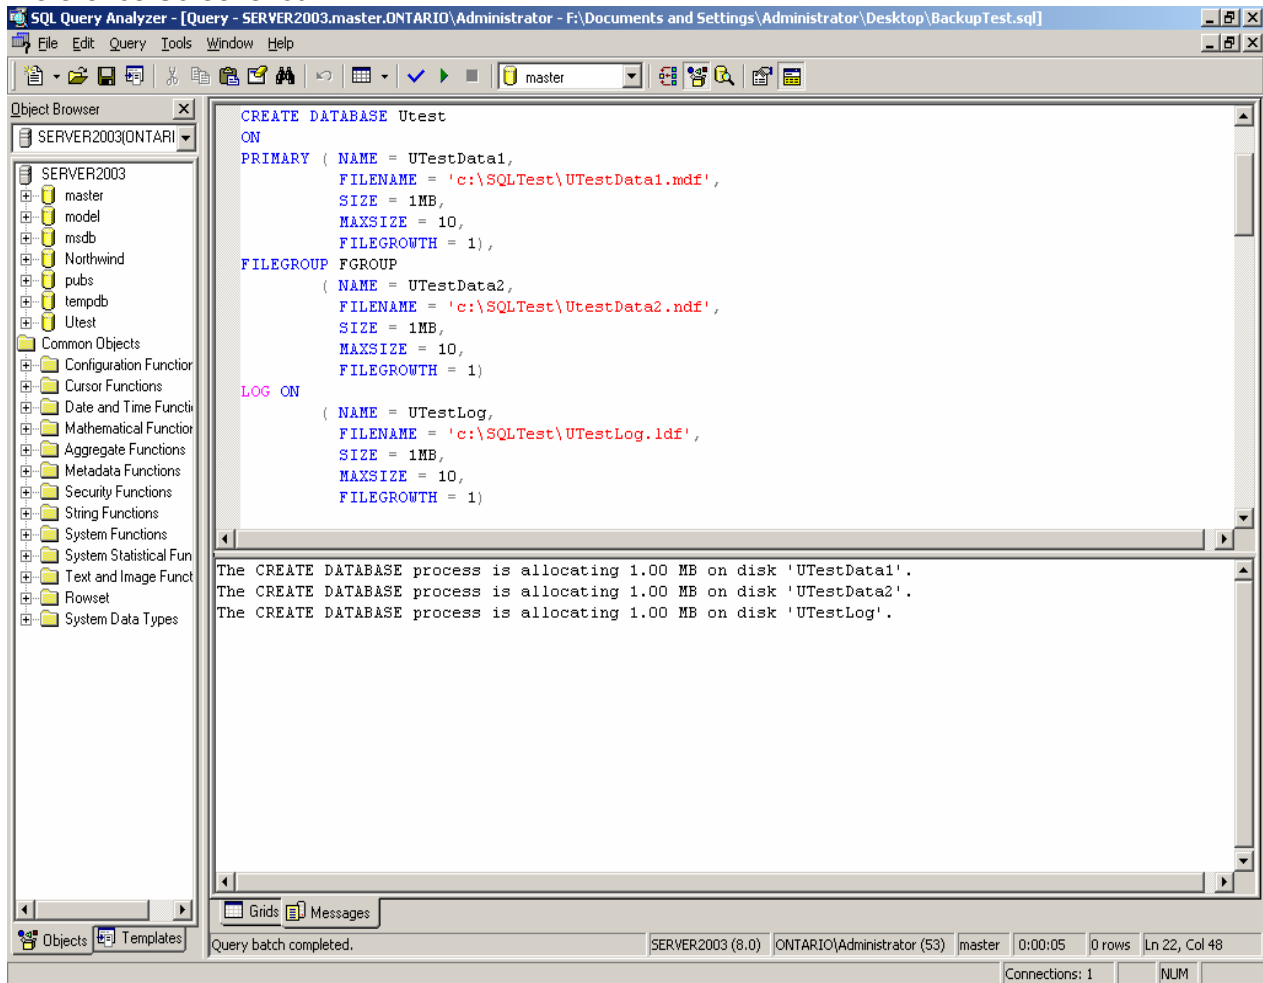 SQL Query Analyzer - [Query - SERVER2003.master.ONTARIO\Administrator - F:\Documents and Settings\Administrator\Desktop\BackupTest.sql]
File Edit Query Tools Window Help
master
Object Browser
SERVER2003(ONTARI
SERVER2003
master
model
msdb
Northwind
pubs
tempdb
Utest
Common Objects
Configuration Function
Cursor Functions
Date and Time Functi
Mathematical Function
Aggregate Functions
Metadata Functions
Security Functions
String Functions
System Functions
System Statistical Fun
Text and Image Funct
Rowset
System Data Types
Objects Templates
CREATE DATABASE Utest
ON
PRIMARY ( NAME = UTestData1,
FILENAME = 'c:\SQLTest\UTestData1.mdf',
SIZE = 1MB,
MAXSIZE = 10,
FILEGROWTH = 1),
FILEGROUP FGROUP
( NAME = UTestData2,
FILENAME = 'c:\SQLTest\UtestData2.ndf',
SIZE = 1MB,
MAXSIZE = 10,
FILEGROWTH = 1)
LOG ON
( NAME = UTestLog,
FILENAME = 'c:\SQLTest\UTestLog.ldf',
SIZE = 1MB,
MAXSIZE = 10,
FILEGROWTH = 1)
The CREATE DATABASE process is allocating 1.00 MB on disk 'UTestData1'.
The CREATE DATABASE process is allocating 1.00 MB on disk 'UTestData2'.
The CREATE DATABASE process is allocating 1.00 MB on disk 'UTestLog'.
Grids Messages
Query batch completed. SERVER2003 (8.0) ONTARIO\Administrator (53) master 0:00:05 0 rows Ln 22, Col 48
Connections: 1 NUM